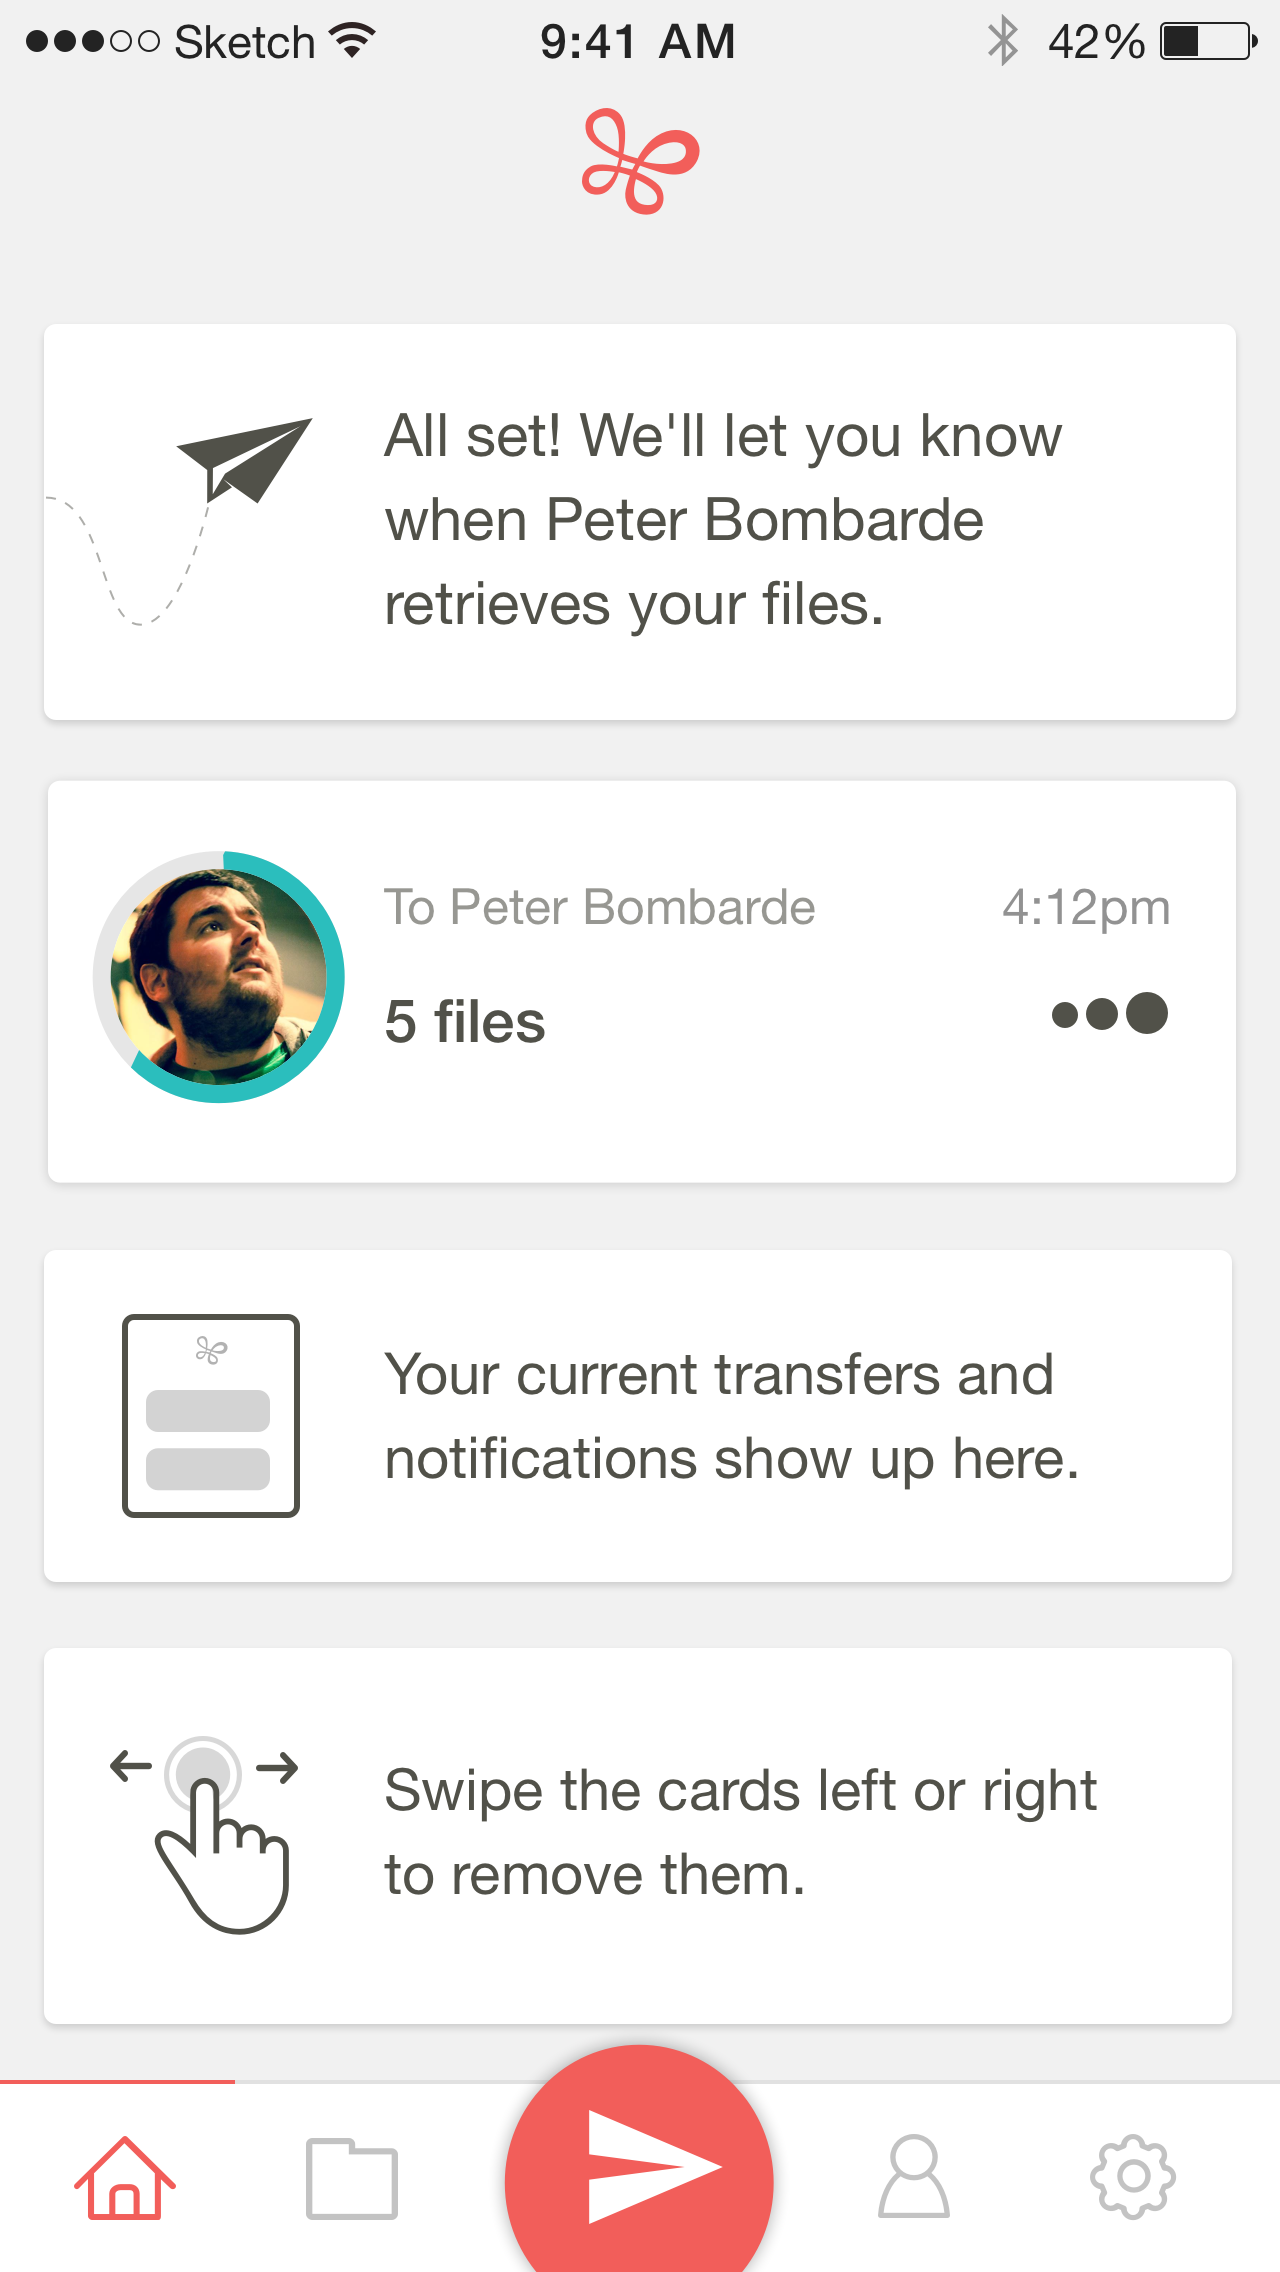 Sketch 9:41 AM 42%
All set! We'll let you know
when Peter Bombarde
retrieves your files.
To Peter Bombarde 4:12pm
5 files
Your current transfers and
notifications show up here.
Swipe the cards left or right
to remove them.